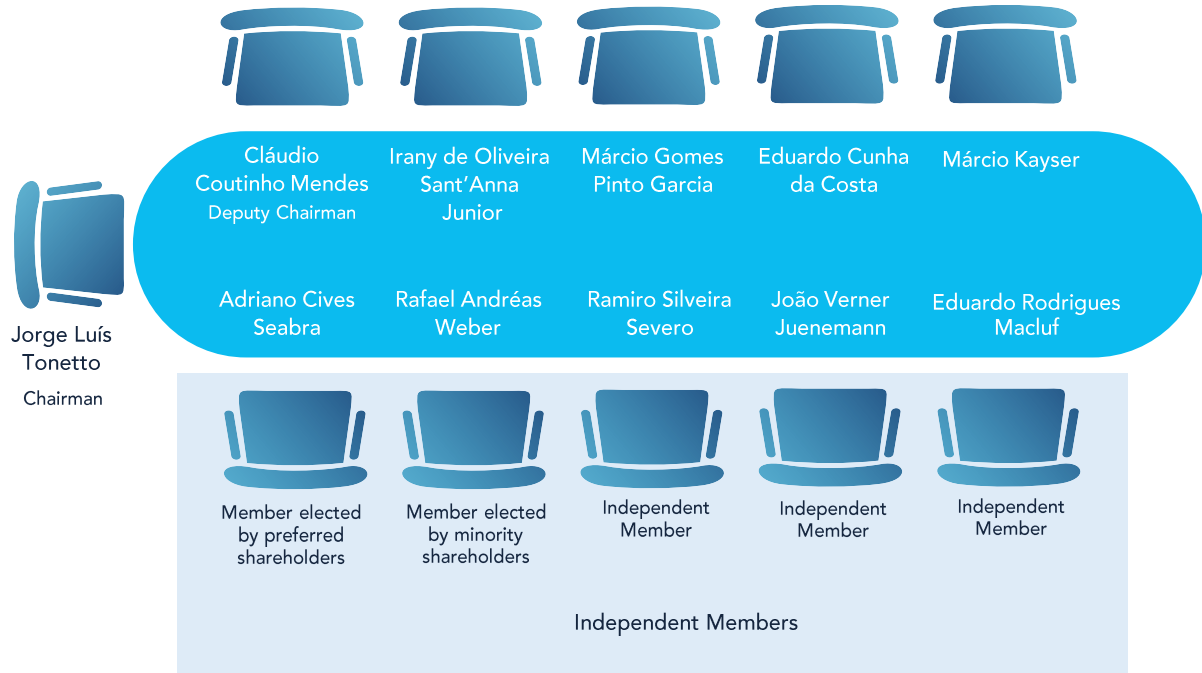 Cláudio
Coutinho Mendes
Deputy Chairman
Irany de Oliveira
Sant’Anna
Junior
Márcio Gomes
Pinto Garcia
Eduardo Cunha
da Costa
Márcio Kayser
Jorge Luís
Tonetto
Chairman
Adriano Cives
Seabra
Rafael Andréas
Weber
Ramiro Silveira
Severo
João Verner
Juenemann
Eduardo Rodrigues
Macluf
Member elected
by preferred
shareholders
Member elected
by minority
shareholders
Independent
Member
Independent
Member
Independent
Member
Independent Members